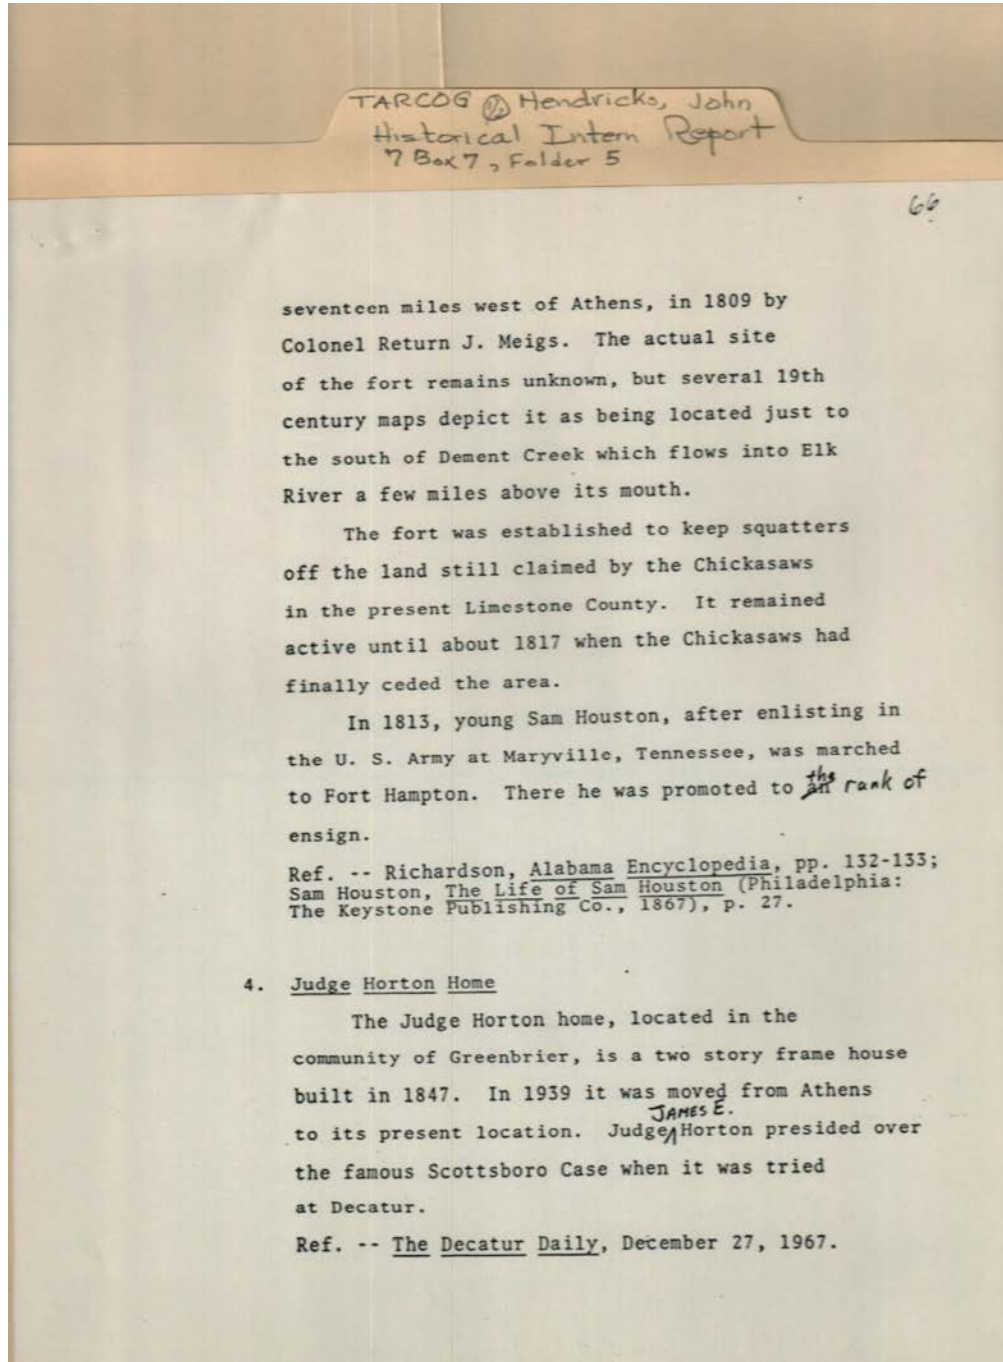 TARCOG Hendricks, John
Historical Intern Report
7 Box 7, Folder 5
66
seventeen miles west of Athens, in 1809 by
Colonel Return J. Meigs. The actual site
of the fort remains unknown, but several 19th
century maps depict it as being located just to
the south of Dement Creek which flows into Elk
River a few miles above its mouth.
The fort was established to keep squatters
off the land still claimed by the Chickasaws
in the present Limestone County. It remained
active until about 1817 when the Chickasaws had
finally ceded the area.
In 1813, young Sam Houston, after enlisting in
the U. S. Army at Maryville, Tennessee, was marched
to Fort Hampton. There he was promoted to the rank of
ensign.
Ref. -- Richardson, Alabama Encyclopedia, pp. 132-133;
Sam Houston, The Life of Sam Houston (Philadelphia:
The Keystone Publishing Co., 1867), p. 27.
4. Judge Horton Home
The Judge Horton home, located in the
community of Greenbrier, is a two story frame house
built in 1847. In 1939 it was moved from Athens
JAMES E.
to its present location. Judge Horton presided over
the famous Scottsboro Case when it was tried
at Decatur.
Ref. -- The Decatur Daily, December 27, 1967.